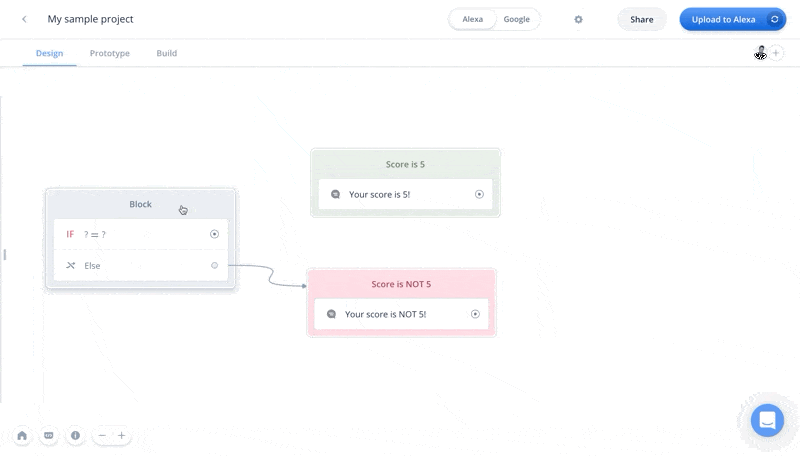 My sample project
Alexa
Google
Share
Upload to Alexa
Design
Prototype
Build
Score is 5
Your score is 5!
Block
IF ? = ?
Else
Score is NOT 5
Your score is NOT 5!